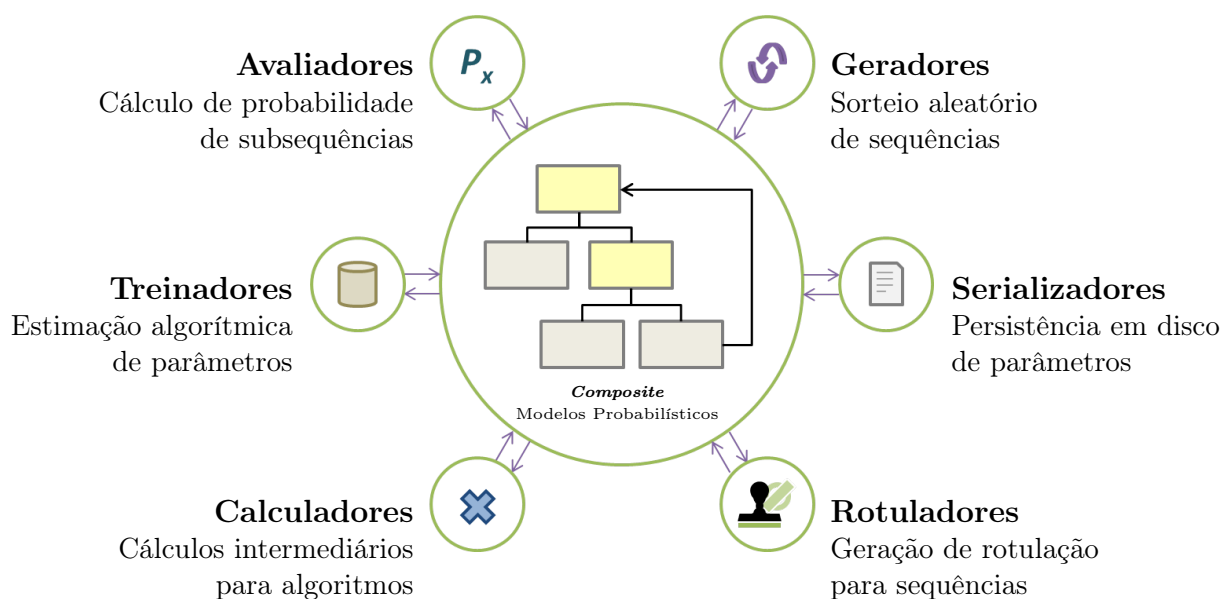 Avaliadores
Cálculo de probabilidade
de subsequências
P_x
Geradores
Sorteio aleatório
de sequências
Treinadores
Estimação algorítmica
de parâmetros
Serializadores
Persistência em disco
de parâmetros
Composite
Modelos Probabilísticos
Calculadores
Cálculos intermediários
para algoritmos
Rotuladores
Geração de rotulação
para sequências